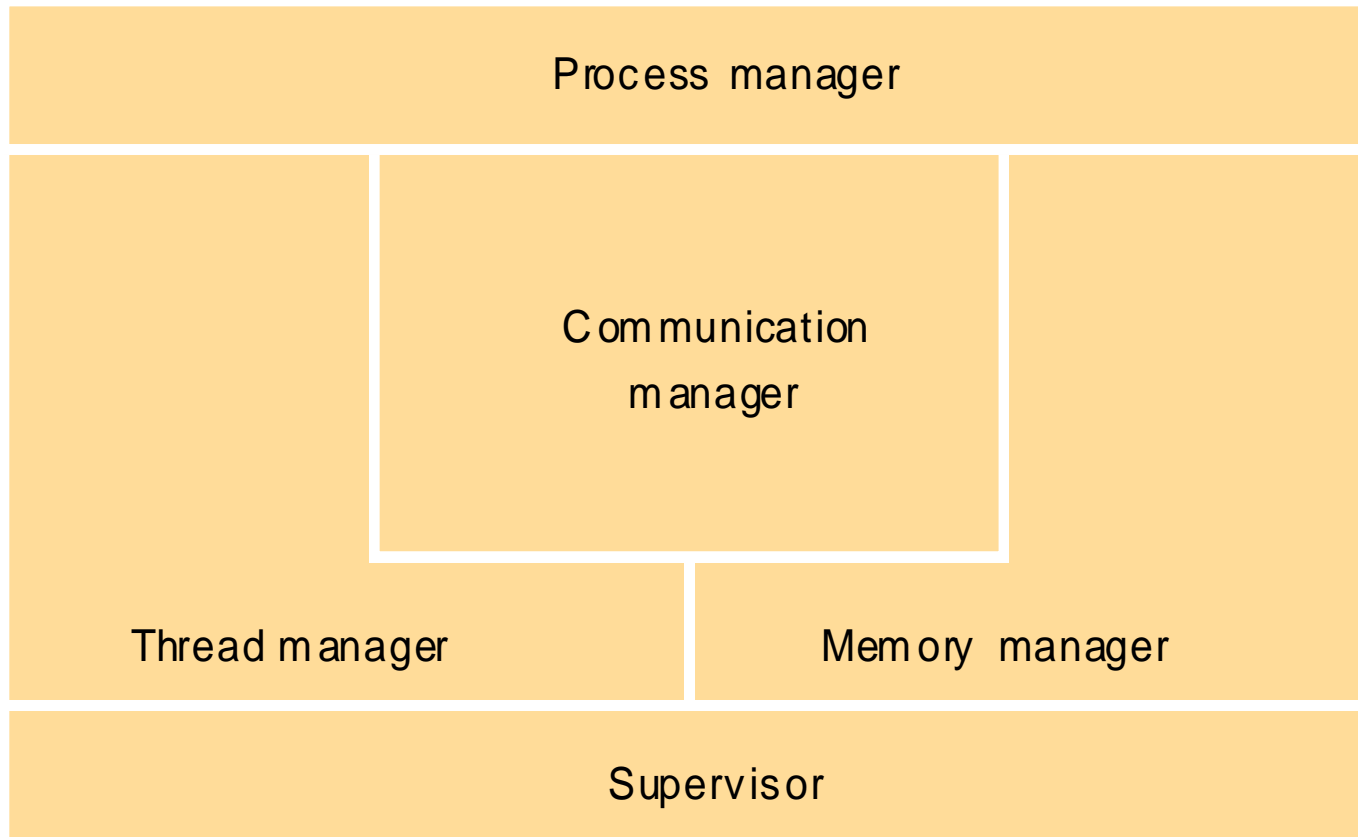 Process manager
Communication
manager
Thread manager
Memory manager
Supervisor